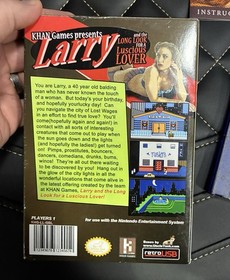 INSTRUC
KHAN Games presents
Larry
and the
LONG LOOK
FOR A
LUSCIOUS
LOVER
You are Larry, a 40 year old balding
man who has never once the touch
of a woman. But today's your birthday,
and hopefully yourlucky day! Can
you navigate the city of Lost Wages
in an effort to find true love? You'll
come(hopefully again and again) in
contact with all sorts of interesting
creatures that come out to play when
the sun goes down and the lights
(and hopefully the ladies!) get turned
on! Pimps, prostitutes, bouncers,
dancers, comedians, drunks, bums,
whoa! They're all out there waiting
to be discovered by you! Hang out in
the glow of the city lights in all the
wonderful locations that come alive in
the latest offering created by the team
at KHAN Games, Larry and the Long
Look for a Luscious Lover!
PLAYERS 1
KHG-LL-USA
for use with the Nintendo Entertainment System
retroUSB